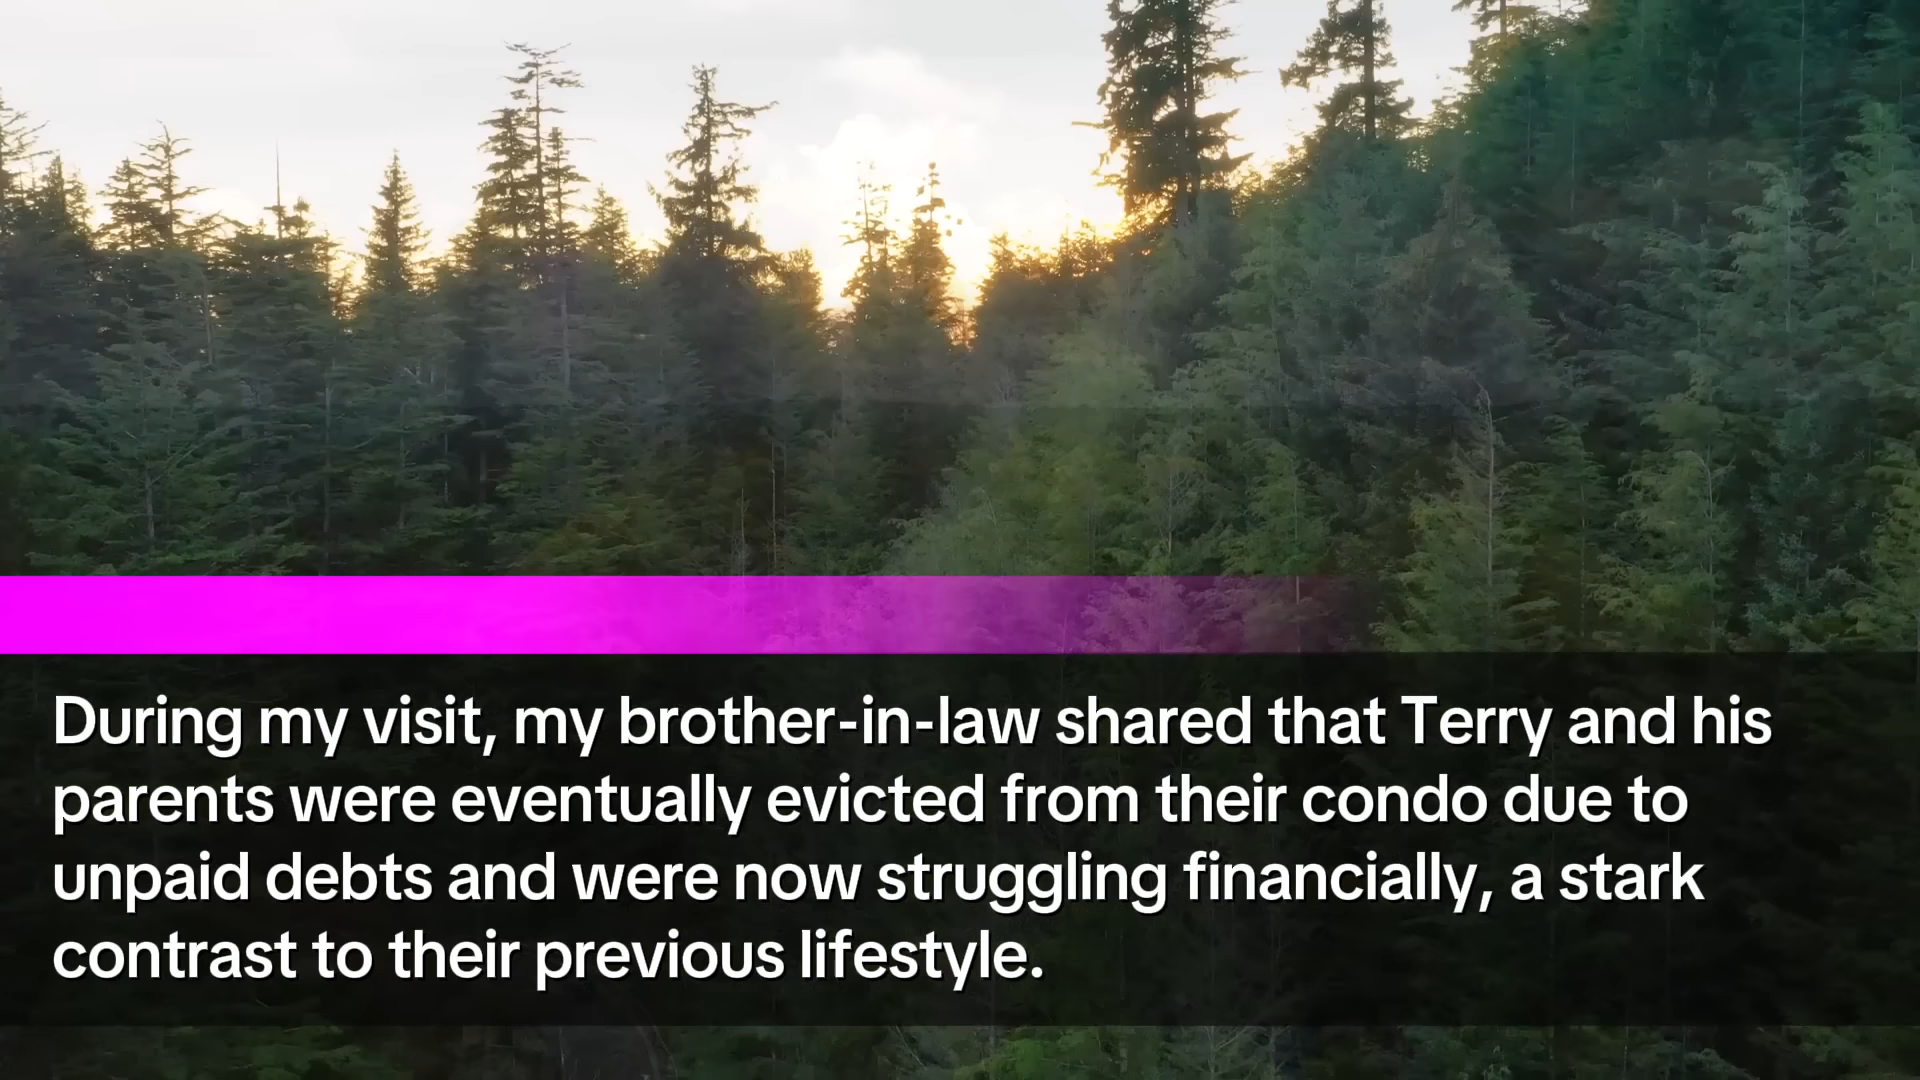 During my visit, my brother-in-law shared that Terry and his
parents were eventually evicted from their condo due to
unpaid debts and were now struggling financially, a stark
contrast to their previous lifestyle.